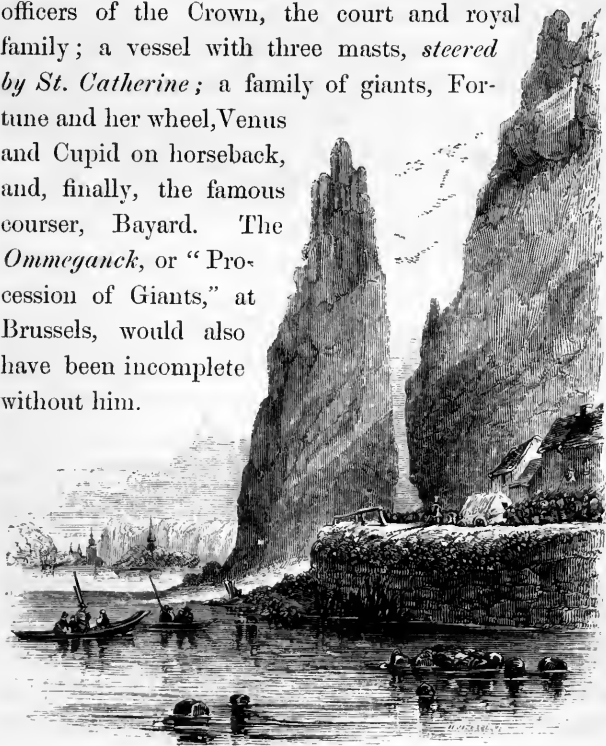 officers of the Crown, the court and royal
family; a vessel with three masts, steered
by St. Catherine; a family of giants, For-
tune and her wheel, Venus
and Cupid on horseback,
and, finally, the famous
courser, Bayard. The
Ommeganck, or "Pro-
cession of Giants," at
Brussels, would also
have been incomplete
without him.